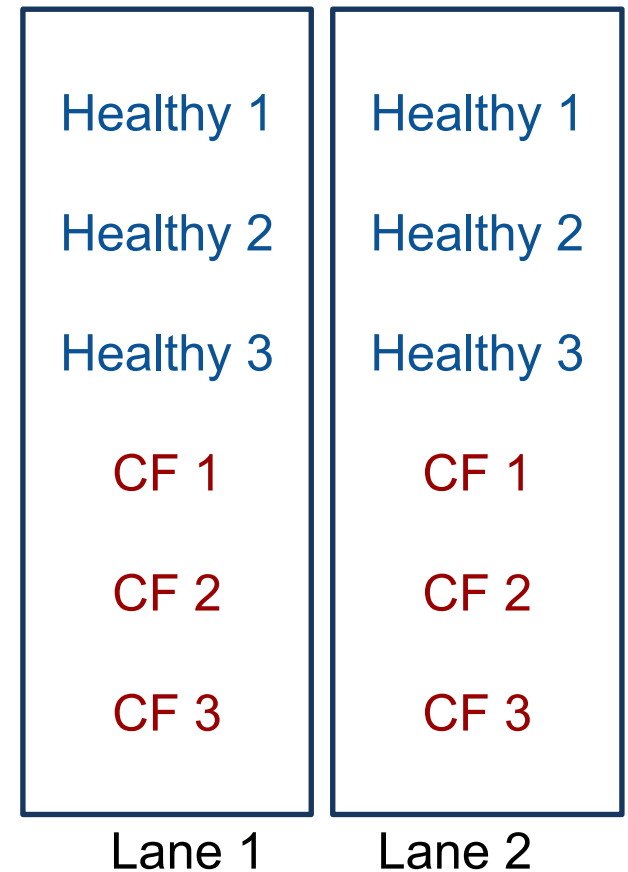 Healthy 1 Healthy 1
Healthy 2 Healthy 2
Healthy 3 Healthy 3
CF 1 CF 1
CF 2 CF 2
CF 3 CF 3
Lane 1 Lane 2